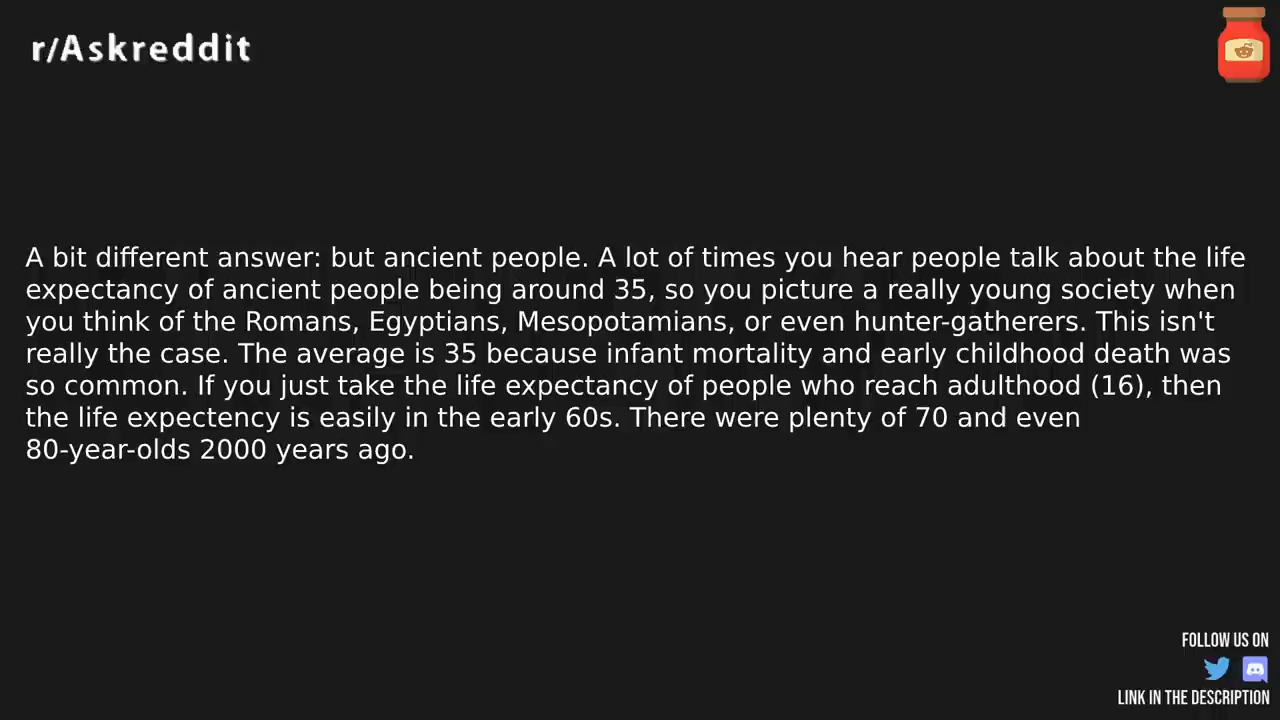 r/Askreddit
A bit different answer: but ancient people. A lot of times you hear people talk about the life
expectancy of ancient people being around 35, so you picture a really young society when
you think of the Romans, Egyptians, Mesopotamians, or even hunter-gatherers. This isn't
really the case. The average is 35 because infant mortality and early childhood death was
so common. If you just take the life expectancy of people who reach adulthood (16), then
the life expectency is easily in the early 60s. There were plenty of 70 and even
80-year-olds 2000 years ago.
FOLLOW US ON
LINK IN THE DESCRIPTION